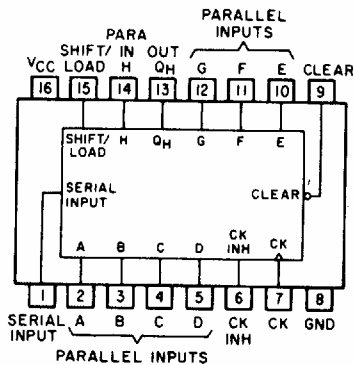 PARALLEL
INPUTS
PARA
IN OUT
VCC SHIFT/ LOAD H QH G F E CLEAR
16 15 14 13 12 11 10 9
SHIFT/ LOAD H QH G F E
SERIAL
INPUT
CLEAR
A B C D CK INH CK
1 2 3 4 5 6 7 8
SERIAL INPUT A B C D CK INH CK GND
PARALLEL INPUTS